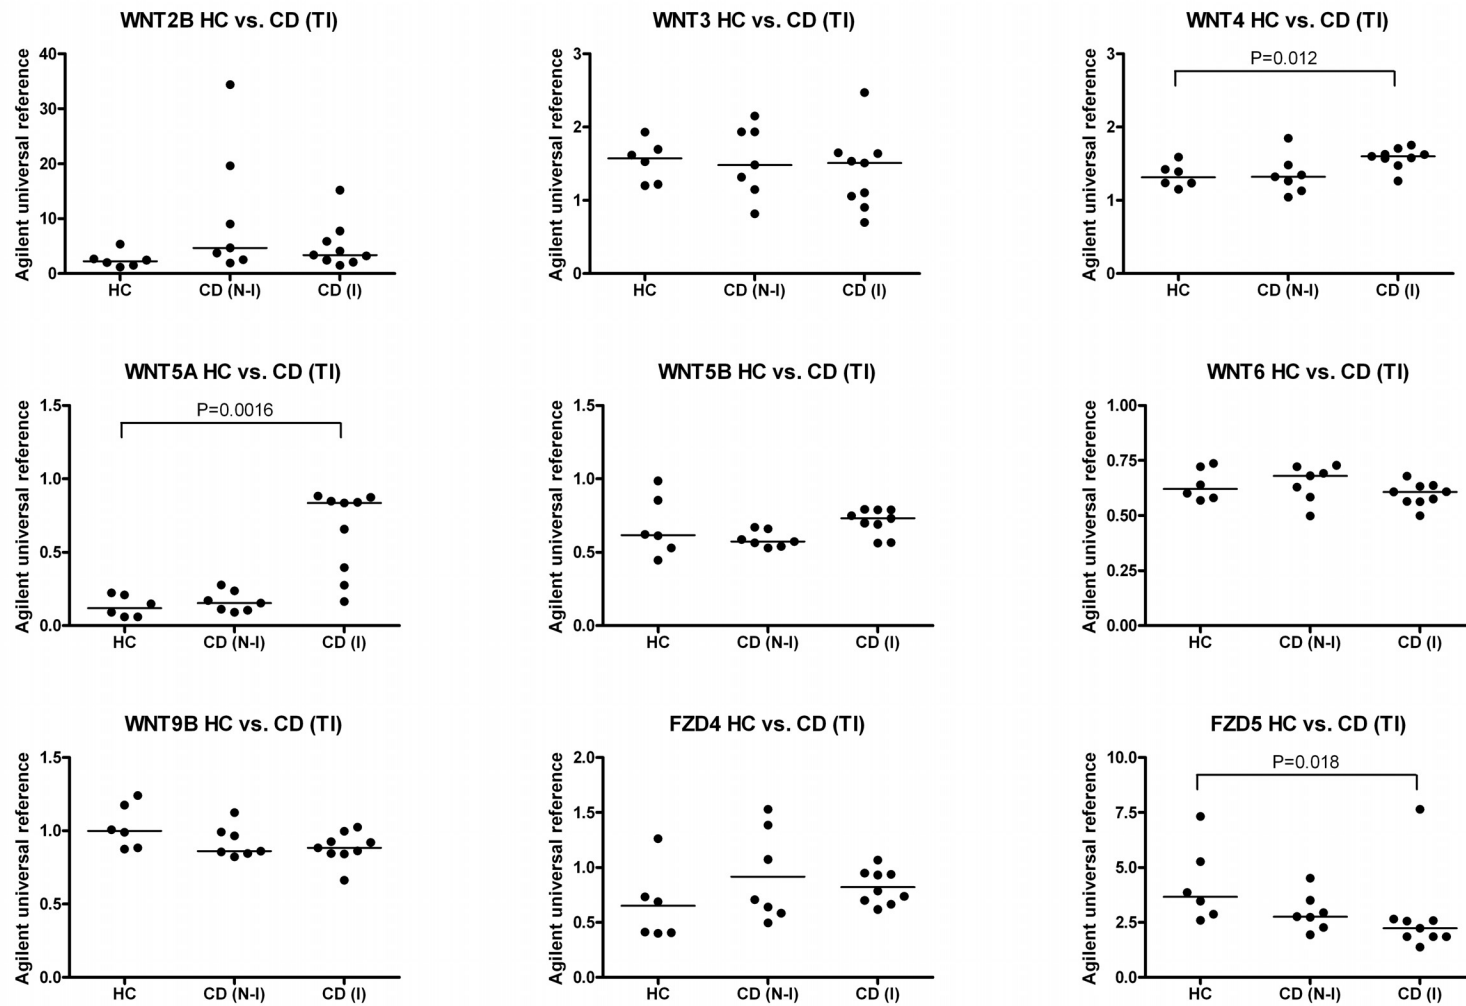 WNT2B HC vs. CD (TI)
Agilent universal reference
40
30
20
10
0
HC CD (N-I) CD (I)
WNT3 HC vs. CD (TI)
Agilent universal reference
3
2
1
0
HC CD (N-I) CD (I)
WNT4 HC vs. CD (TI)
P=0.012
Agilent universal reference
3
2
1
0
HC CD (N-I) CD (I)
WNT5A HC vs. CD (TI)
P=0.0016
Agilent universal reference
1.5
1.0
0.5
0.0
HC CD (N-I) CD (I)
WNT5B HC vs. CD (TI)
Agilent universal reference
1.5
1.0
0.5
0.0
HC CD (N-I) CD (I)
WNT6 HC vs. CD (TI)
Agilent universal reference
1.00
0.75
0.50
0.25
0.00
HC CD (N-I) CD (I)
WNT9B HC vs. CD (TI)
Agilent universal reference
1.5
1.0
0.5
0.0
HC CD (N-I) CD (I)
FZD4 HC vs. CD (TI)
Agilent universal reference
2.0
1.5
1.0
0.5
0.0
HC CD (N-I) CD (I)
FZD5 HC vs. CD (TI)
P=0.018
Agilent universal reference
10.0
7.5
5.0
2.5
0.0
HC CD (N-I) CD (I)